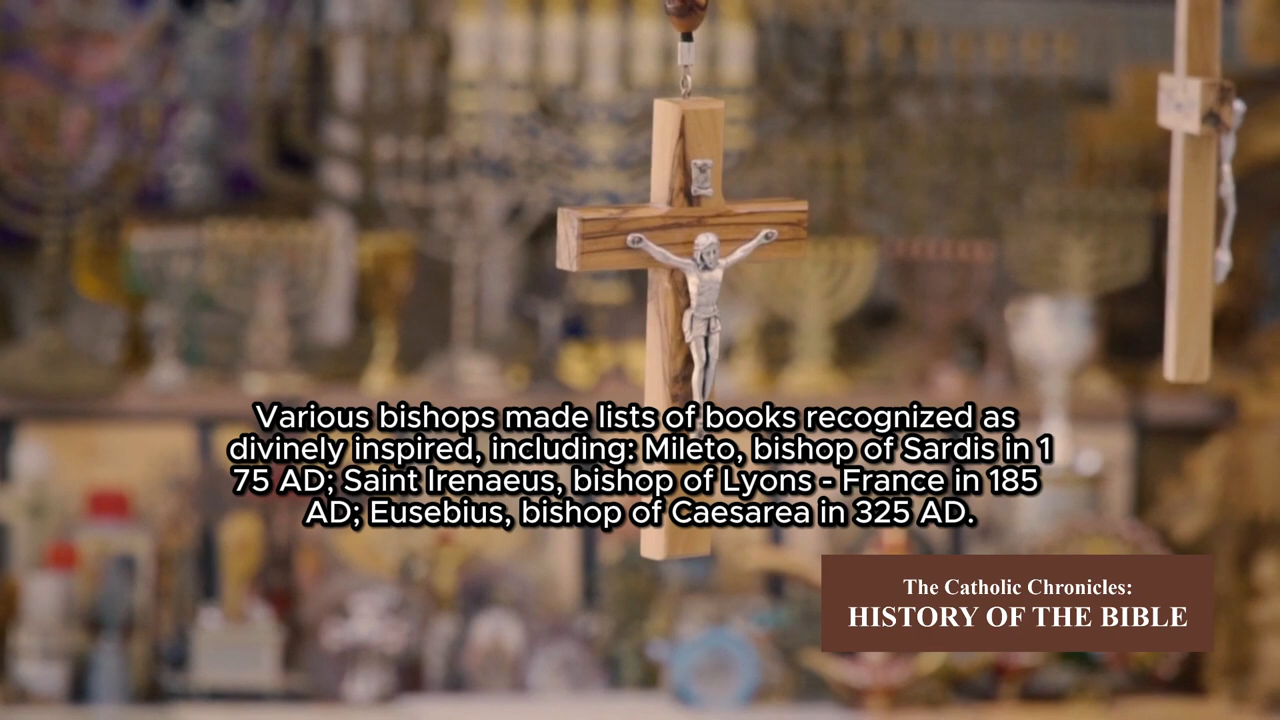 Various bishops made lists of books recognized as
divinely inspired, including: Mileto, bishop of Sardis in 1
75 AD; Saint Irenaeus, bishop of Lyons - France in 185
AD; Eusebius, bishop of Caesarea in 325 AD.
The Catholic Chronicles:
HISTORY OF THE BIBLE